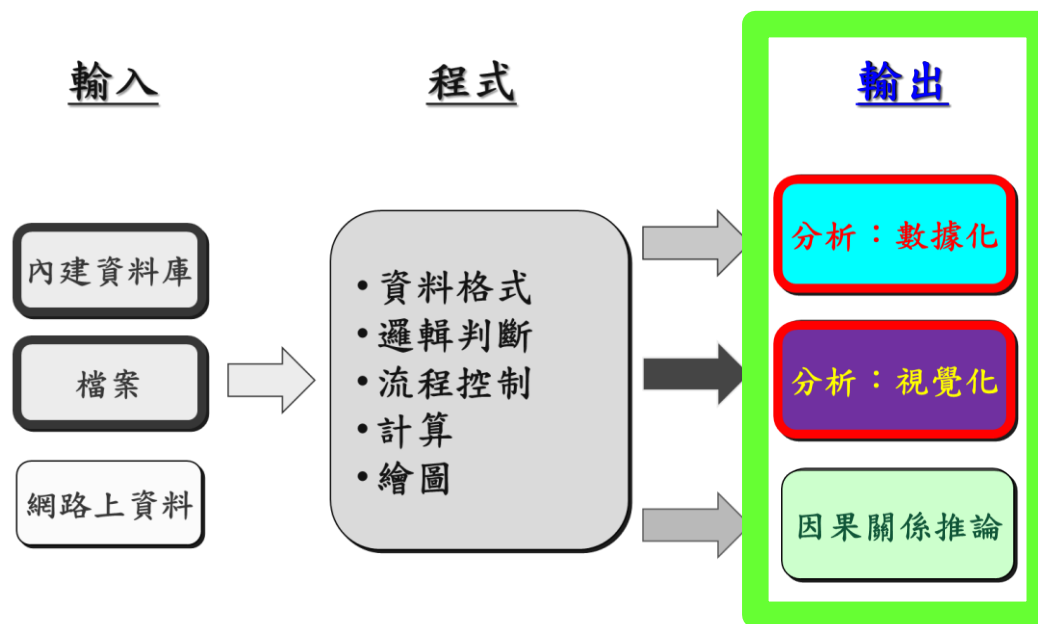 輸入
程式
輸出
內建資料庫
檔案
網路上資料
•資料格式
•邏輯判斷
•流程控制
•計算
•繪圖
分析：數據化
分析：視覺化
因果關係推論